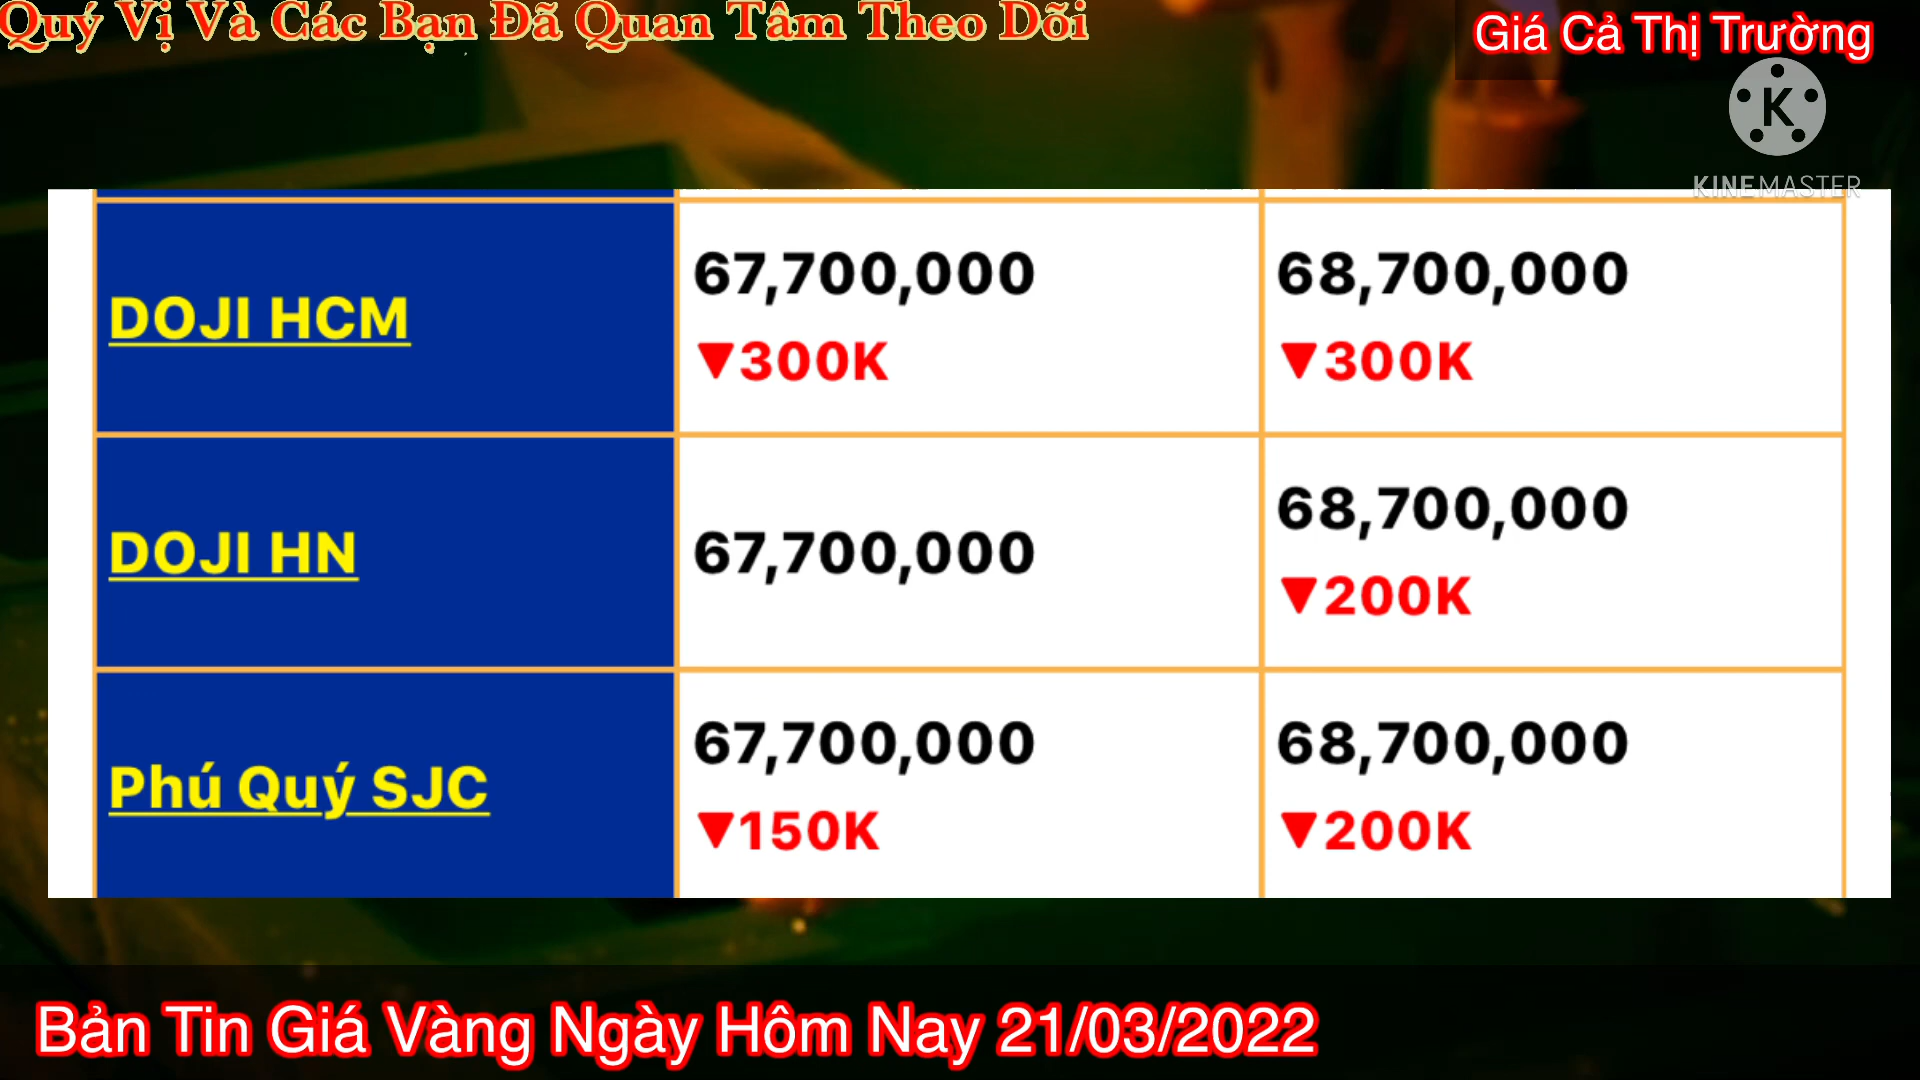 Quý Vị Và Các Bạn Đã Quan Tâm Theo Dõi
Giá Cả Thị Trường
K
KINEMASTER
DOJI HCM
67,700,000
▼300K
68,700,000
▼300K
DOJI HN
67,700,000
68,700,000
▼200K
Phú Quý SJC
67,700,000
▼150K
68,700,000
▼200K
Bản Tin Giá Vàng Ngày Hôm Nay 21/03/2022